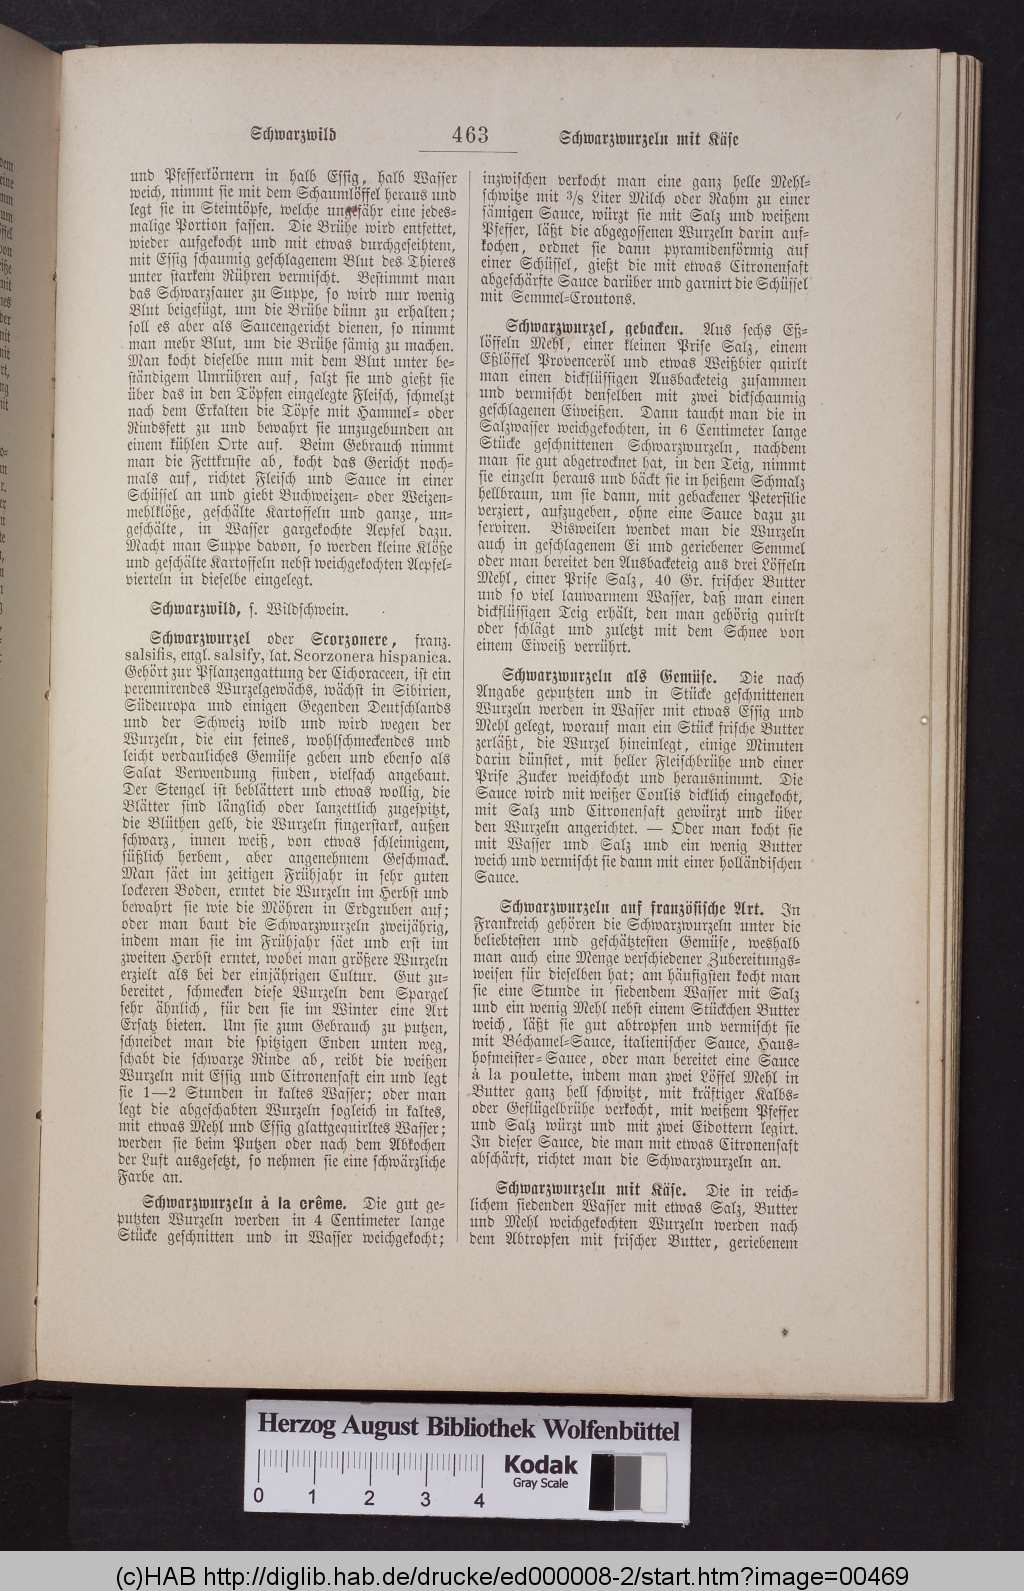 Schwarzwild
463
Schwarzwurzeln mit Käse
und Pfefferkörnern in halb Essig, halb Wasser
weich, nimmt sie mit dem Schaumlöffel heraus und
legt sie in Steintöpfe, welche ungefähr eine jedes-
malige Portion fassen. Die Brühe wird entfettet,
wieder aufgekocht und mit etwas durchgeseihtem,
mit Essig schaumig geschlagenem Blut des Thieres
unter starkem Rühren vermischt. Bestimmt man
das Schwarzsauer zu Suppe, so wird nur wenig
Blut beigefügt, um die Brühe dünn zu erhalten;
soll es aber als Saucengericht dienen, so nimmt
man mehr Blut, um die Brühe sämig zu machen.
Man kocht dieselbe nun mit dem Blut unter be-
ständigem Umrühren auf, salzt sie und gießt sie
über das in den Töpfen eingelegte Fleisch, schmelzt
nach dem Erkalten die Töpfe mit Hammel- oder
Rindsfett zu und bewahrt sie unzugebunden an
einem kühlen Orte auf. Beim Gebrauch nimmt
man die Fettkruste ab, kocht das Gericht noch-
mals auf, richtet Fleisch und Sauce in einer
Schüssel an und giebt Buchweizen- oder Weizen-
mehlklöße, geschälte Kartoffeln und ganze, un-
geschälte, in Wasser gargekochte Aepfel dazu.
Macht man Suppe davon, so werden kleine Klöße
und geschälte Kartoffeln nebst weichgekochten Aepfel-
vierteln in dieselbe eingelegt.
Schwarzwild, s. Wildschwein.
Schwarzwurzel oder Scorzonere, franz.
salsifis, engl. salsify, lat. Scorzonera hispanica.
Gehört zur Pflanzengattung der Cichoraceen, ist ein
perennirendes Wurzelgewächs, wächst in Sibirien,
Südeuropa und einigen Gegenden Deutschlands
und der Schweiz wild und wird wegen der
Wurzeln, die ein feines, wohlschmeckendes und
leicht verdauliches Gemüse geben und ebenso als
Salat Verwendung finden, vielfach angebaut.
Der Stengel ist beblättert und etwas wollig, die
Blätter sind länglich oder lanzettlich zugespitzt,
die Blüthen gelb, die Wurzeln fingerstark, außen
schwarz, innen weiß, von etwas schleimigem,
süßlich herbem, aber angenehmem Geschmack.
Man säet im zeitigen Frühjahr in sehr guten
lockeren Boden, erntet die Wurzeln im Herbst und
bewahrt sie wie die Möhren in Erdgruben auf;
oder man baut die Schwarzwurzeln zweijährig,
indem man sie im Frühjahr säet und erst im
zweiten Herbst erntet, wobei man größere Wurzeln
erzielt als bei der einjährigen Cultur. Gut zu-
bereitet, schmecken diese Wurzeln dem Spargel
sehr ähnlich, für den sie im Winter eine Art
Ersatz bieten. Um sie zum Gebrauch zu putzen,
schneidet man die spitzigen Enden unten weg,
schabt die schwarze Rinde ab, reibt die weißen
Wurzeln mit Essig und Citronensaft ein und legt
sie 1—2 Stunden in kaltes Wasser; oder man
legt die abgeschabten Wurzeln sogleich in kaltes,
mit etwas Mehl und Essig glattgequirltes Wasser;
werden sie beim Putzen oder nach dem Abkochen
der Luft ausgesetzt, so nehmen sie eine schwärzliche
Farbe an.
Schwarzwurzeln à la crême. Die gut ge-
putzten Wurzeln werden in 4 Centimeter lange
Stücke geschnitten und in Wasser weichgekocht;
inzwischen verkocht man eine ganz helle Mehl-
schwitze mit 3/8 Liter Milch oder Rahm zu einer
sämigen Sauce, würzt sie mit Salz und weißem
Pfeffer, läßt die abgegossenen Wurzeln darin auf-
kochen, ordnet sie dann pyramidenförmig auf
einer Schüssel, gießt die mit etwas Citronensaft
abgeschärfte Sauce darüber und garnirt die Schüssel
mit Semmel-Croutons.
Schwarzwurzel, gebacken. Aus sechs Eß-
löffeln Mehl, einer kleinen Prise Salz, einem
Eßlöffel Provenceröl und etwas Weißbier quirlt
man einen dickflüssigen Ausbacketeig zusammen
und vermischt denselben mit zwei dickschaumig
geschlagenen Eiweißen. Dann taucht man die in
Salzwasser weichgekochten, in 6 Centimeter lange
Stücke geschnittenen Schwarzwurzeln, nachdem
man sie gut abgetrocknet hat, in den Teig, nimmt
sie einzeln heraus und bäckt sie in heißem Schmalz
hellbraun, um sie dann, mit gebackener Petersilie
verziert, aufzugeben, ohne eine Sauce dazu zu
serviren. Bisweilen wendet man die Wurzeln
auch in geschlagenem Ei und geriebener Semmel
oder man bereitet den Ausbacketeig aus drei Löffeln
Mehl, einer Prise Salz, 40 Gr. frischer Butter
und so viel lauwarmem Wasser, daß man einen
dickflüssigen Teig erhält, den man gehörig quirlt
oder schlägt und zuletzt mit dem Schnee von
einem Eiweiß verrührt.
Schwarzwurzeln als Gemüse. Die nach
Angabe geputzten und in Stücke geschnittenen
Wurzeln werden in Wasser mit etwas Essig und
Mehl gelegt, worauf man ein Stück frische Butter
zerläßt, die Wurzel hineinlegt, einige Minuten
darin dünstet, mit heller Fleischbrühe und einer
Prise Zucker weichkocht und herausnimmt. Die
Sauce wird mit weißer Coulis dicklich eingekocht,
mit Salz und Citronensaft gewürzt und über
den Wurzeln angerichtet. — Oder man kocht sie
mit Wasser und Salz und ein wenig Butter
weich und vermischt sie dann mit einer holländischen
Sauce.
Schwarzwurzeln auf französische Art. In
Frankreich gehören die Schwarzwurzeln unter die
beliebtesten und geschätztesten Gemüse, weshalb
man auch eine Menge verschiedener Zubereitungs-
weisen für dieselben hat; am häufigsten kocht man
sie eine Stunde in siedendem Wasser mit Salz
und ein wenig Mehl nebst einem Stückchen Butter
weich, läßt sie gut abtropfen und vermischt sie
mit Béchamel-Sauce, italienischer Sauce, Haus-
hofmeister-Sauce, oder man bereitet eine Sauce
à la poulette, indem man zwei Löffel Mehl in
Butter ganz hell schwitzt, mit kräftiger Kalbs-
oder Geflügelbrühe verkocht, mit weißem Pfeffer
und Salz würzt und mit zwei Eidottern legirt.
In dieser Sauce, die man mit etwas Citronensaft
abschärft, richtet man die Schwarzwurzeln an.
Schwarzwurzeln mit Käse. Die in reich-
lichem siedenden Wasser mit etwas Salz, Butter
und Mehl weichgekochten Wurzeln werden nach
dem Abtropfen mit frischer Butter, geriebenem
Herzog August Bibliothek Wolfenbüttel
Kodak
Gray Scale
0 1 2 3 4
(c)HAB http://diglib.hab.de/drucke/ed000008-2/start.htm?image=00469